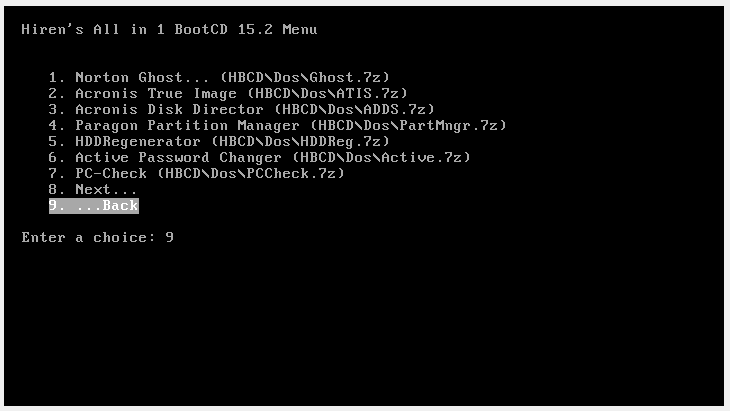 Hiren's All in 1 BootCD 15.2 Menu
1. Norton Ghost... (HBCD\Dos\Ghost.7z)
2. Acronis True Image (HBCD\Dos\ATIS.7z)
3. Acronis Disk Director (HBCD\Dos\ADDS.7z)
4. Paragon Partition Manager (HBCD\Dos\PartMngr.7z)
5. HDDRegenerator (HBCD\Dos\HDDReg.7z)
6. Active Password Changer (HBCD\Dos\Active.7z)
7. PC-Check (HBCD\Dos\PCCheck.7z)
8. Next...
9. ...Back
Enter a choice: 9